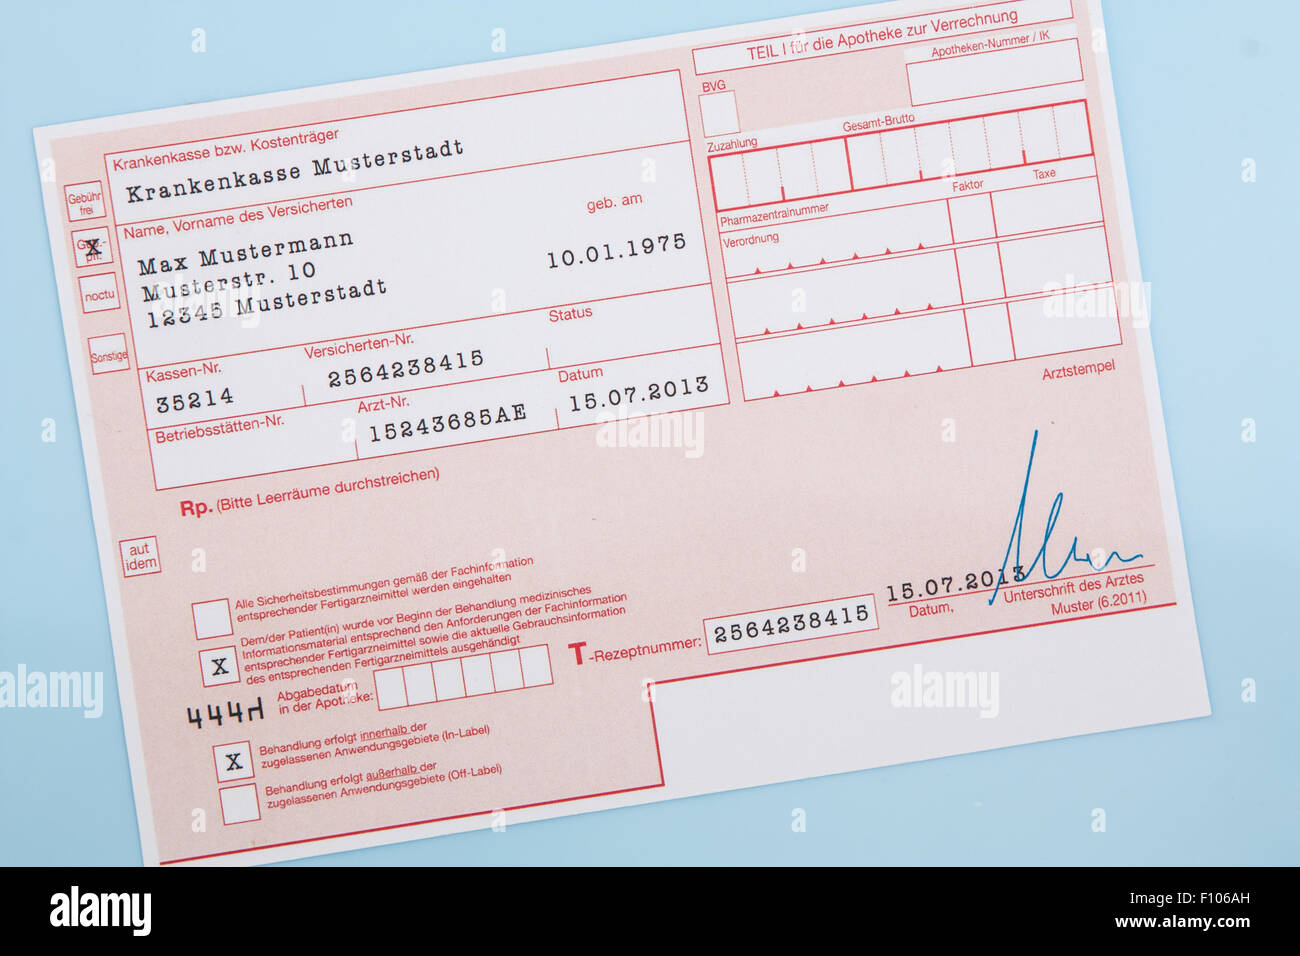 TEIL I für die Apotheke zur Verrechnung
BVG
Apotheken-Nummer / IK
Krankenkasse bzw. Kostenträger
Krankenkasse Musterstadt
Zuzahlung
Gesamt-Brutto
Gebühr
frei
Geb.-
pfl.
X
noctu
Sonstige
Name, Vorname des Versicherten
geb. am
Max Mustermann
Musterstr. 10
12345 Musterstadt
10.01.1975
Pharmazentralnummer
Faktor
Taxe
Verordnung
Kassen-Nr.
Versicherten-Nr.
Status
35214
2564238415
Betriebsstätten-Nr.
Arzt-Nr.
Datum
15243685AE
15.07.2013
Arztstempel
Rp. (Bitte Leerräume durchstreichen)
aut
idem
Alle Sicherheitsbestimmungen gemäß der Fachinformation
entsprechender Fertigarzneimittel werden eingehalten
X
Dem/der Patient(in) wurde vor Beginn der Behandlung medizinisches
Informationsmaterial entsprechend den Anforderungen der Fachinformation
entsprechender Fertigarzneimittel sowie die aktuelle Gebrauchsinformation
des entsprechenden Fertigarzneimittels ausgehändigt
444
Abgabedatum
in der Apotheke:
T-Rezeptnummer:
2564238415
15.07.2013
Datum,
Unterschrift des Arztes
Muster (6.2011)
X
Behandlung erfolgt innerhalb der
zugelassenen Anwendungsgebiete (In-Label)
Behandlung erfolgt außerhalb der
zugelassenen Anwendungsgebiete (Off-Label)
alamy stock photo
alamy
Image ID: F106AH
www.alamy.com